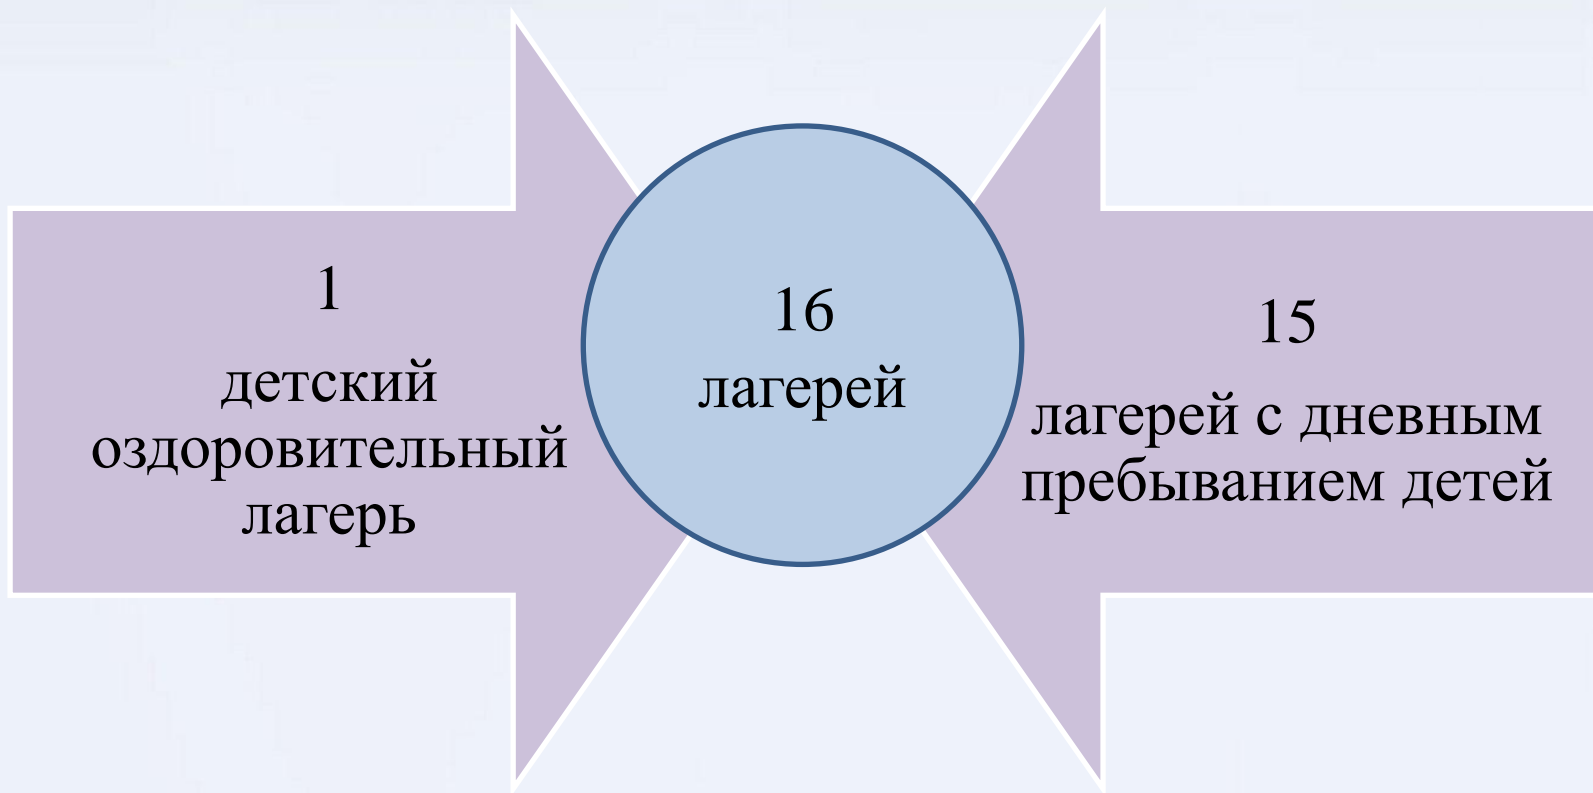 1
детский
оздоровительный
лагерь
16
лагерей
15
лагерей с дневным
пребыванием детей